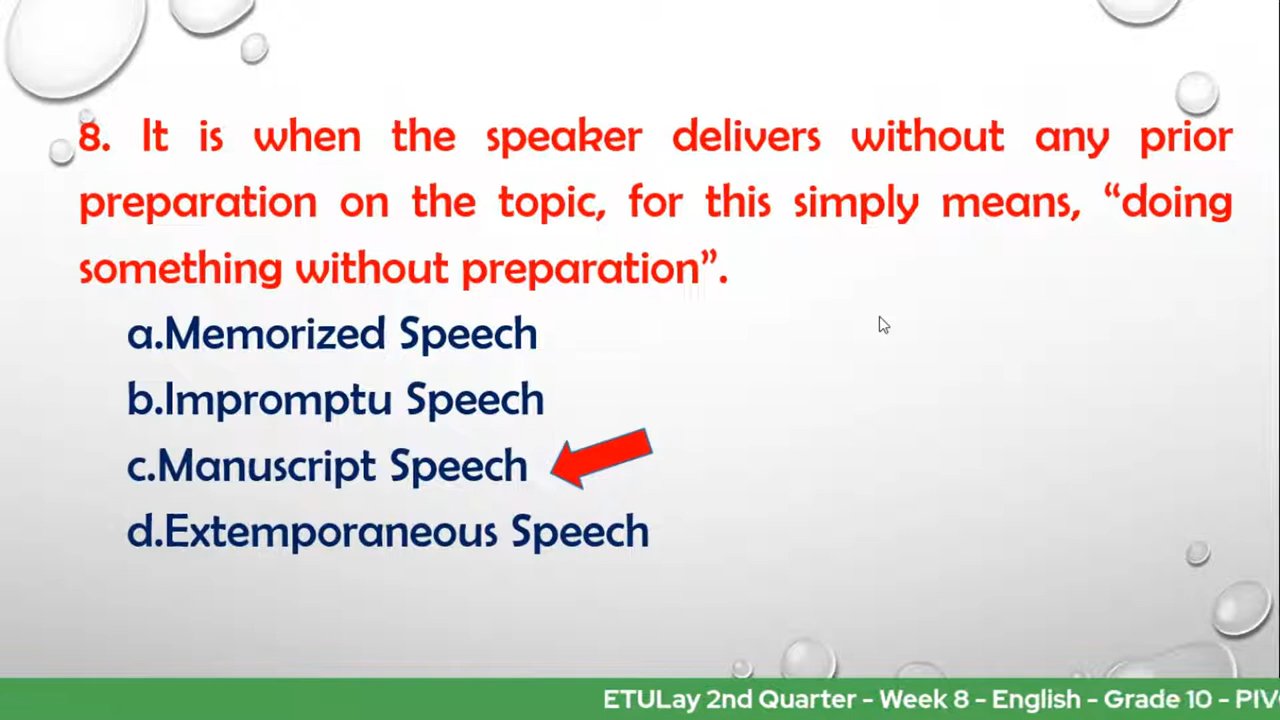 8. It is when the speaker delivers without any prior
preparation on the topic, for this simply means, “doing
something without preparation”.
a.Memorized Speech
b.Impromptu Speech
c.Manuscript Speech
d.Extemporaneous Speech
ETULay 2nd Quarter - Week 8 - English - Grade 10 - PIV